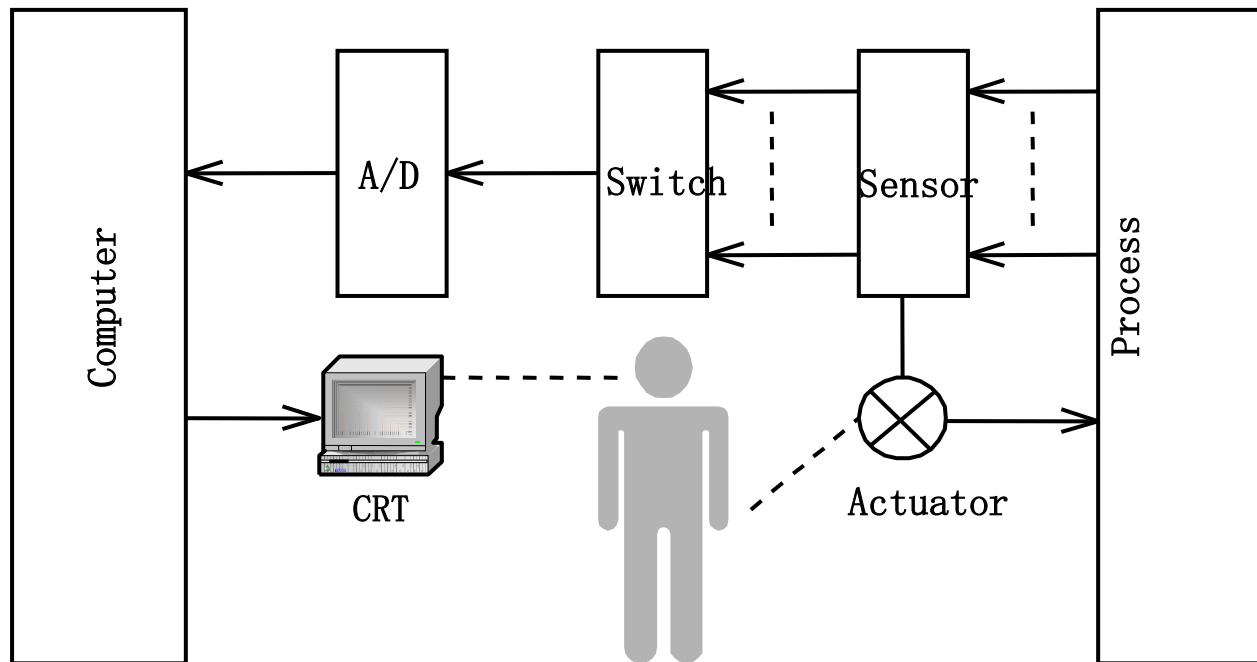 Computer
A/D
Switch
Sensor
Process
CRT
Actuator